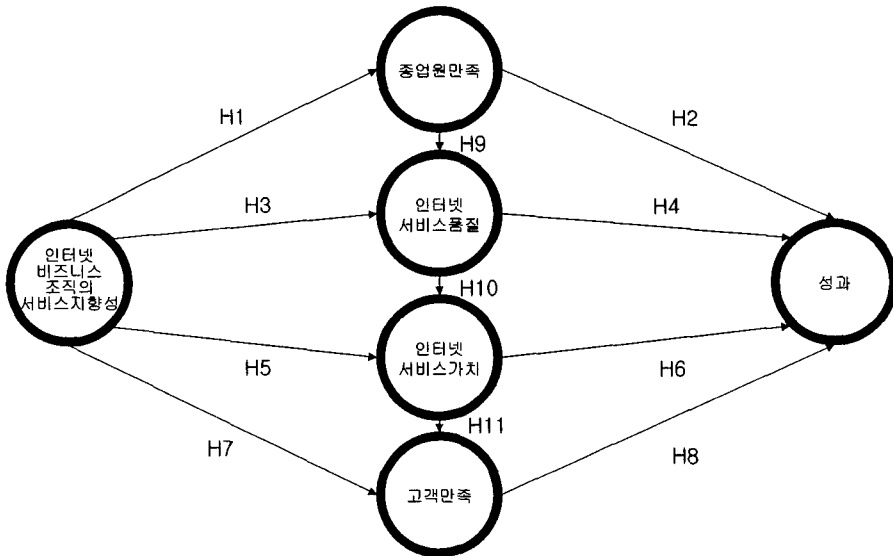 종업원만족
H1
H2
H9
H3
인터넷
서비스품질
H4
인터넷
비즈니스
조직의
서비스지향성
H10
성과
H5
인터넷
서비스가치
H6
H11
H7
고객만족
H8